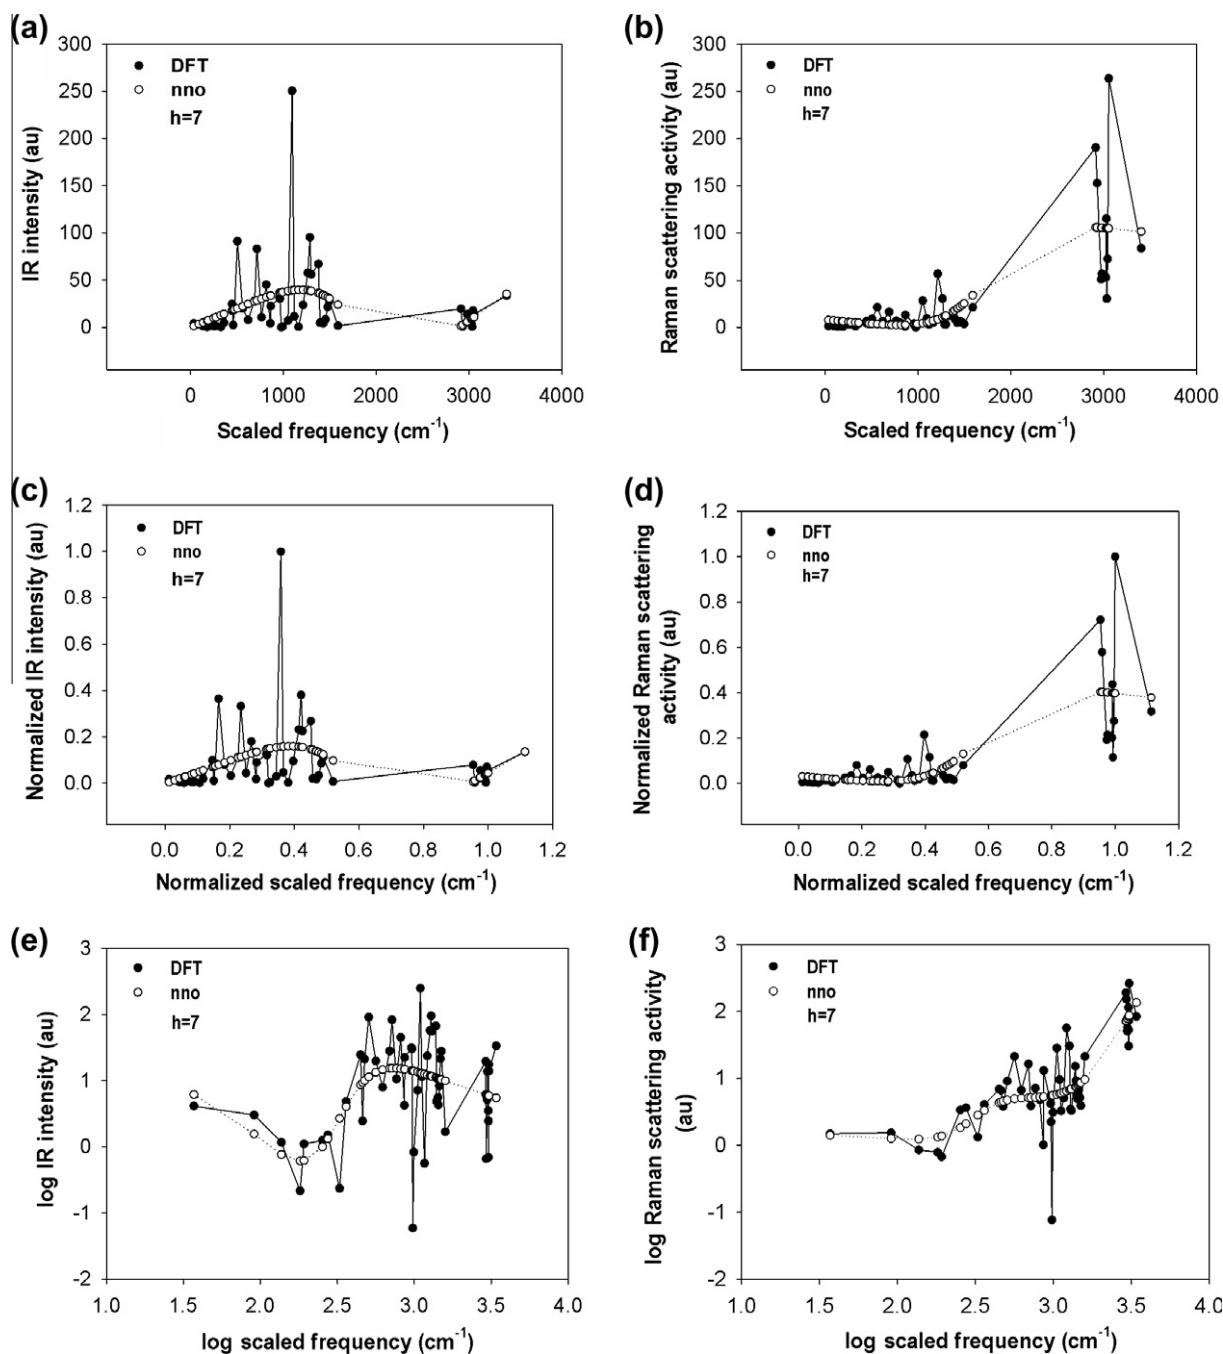 (a)
300
250
200
150
100
50
0
IR intensity (au)
DFT
nno
h=7
0 1000 2000 3000 4000
Scaled frequency (cm⁻¹)
(b)
300
250
200
150
100
50
0
Raman scattering activity (au)
DFT
nno
h=7
0 1000 2000 3000 4000
Scaled frequency (cm⁻¹)
(c)
1.2
1.0
0.8
0.6
0.4
0.2
0.0
Normalized IR intensity (au)
DFT
nno
h=7
0.0 0.2 0.4 0.6 0.8 1.0 1.2
Normalized scaled frequency (cm⁻¹)
(d)
1.2
1.0
0.8
0.6
0.4
0.2
0.0
Normalized Raman scattering
activity (au)
DFT
nno
h=7
0.0 0.2 0.4 0.6 0.8 1.0 1.2
Normalized scaled frequency (cm⁻¹)
(e)
3
2
1
0
-1
-2
log IR intensity (au)
DFT
nno
h=7
1.0 1.5 2.0 2.5 3.0 3.5 4.0
log scaled frequency (cm⁻¹)
(f)
3
2
1
0
-1
-2
log Raman scattering activity
(au)
DFT
nno
h=7
1.0 1.5 2.0 2.5 3.0 3.5 4.0
log scaled frequency (cm⁻¹)